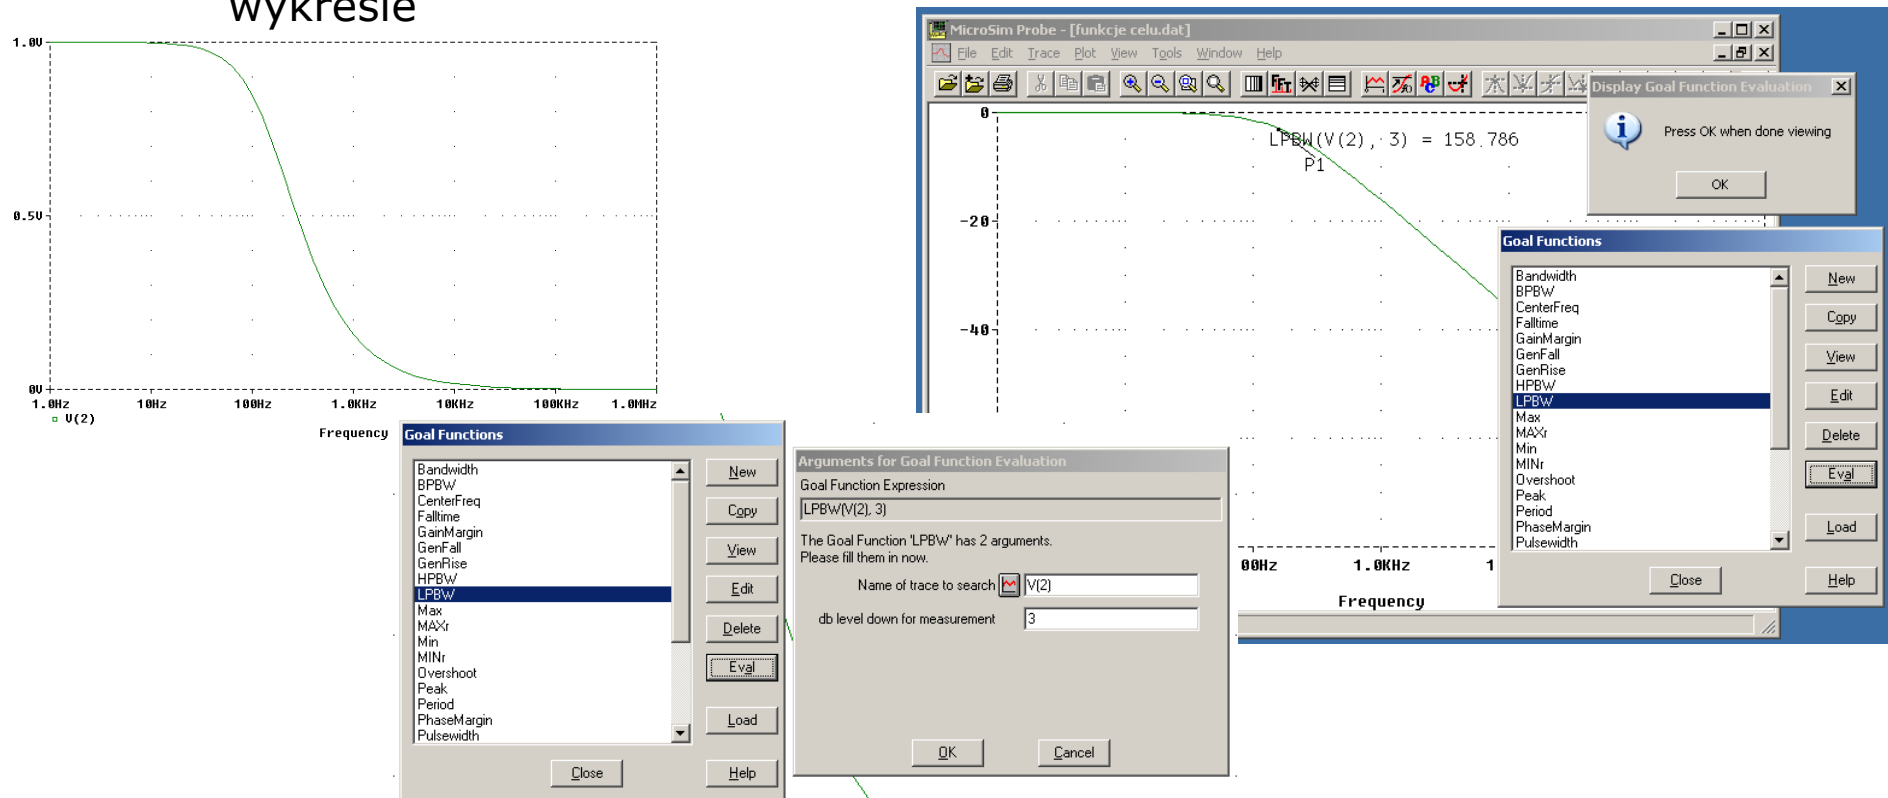 wykresie
1.0V
0.5V
0V
1.0Hz 10Hz 100Hz 1.0KHz 10KHz 100KHz 1.0MHz
V(2)
Frequency
MicroSim Probe - [funkcje celu.dat]
File Edit Trace Plot View Tools Window Help
0
-20
-40
LPBW(V(2), 3) = 158.786
P1
00Hz 1.0KHz 1
Frequency
Display Goal Function Evaluation
Press OK when done viewing
OK
Goal Functions
Bandwidth
BPBW
CenterFreq
Falltime
GainMargin
GenFall
GenRise
HPBW
LPBW
Max
MAXr
Min
MINr
Overshoot
Peak
Period
PhaseMargin
Pulsewidth
New
Copy
View
Edit
Delete
Eval
Load
Close
Help
Goal Functions
Bandwidth
BPBW
CenterFreq
Falltime
GainMargin
GenFall
GenRise
HPBW
LPBW
Max
MAXr
Min
MINr
Overshoot
Peak
Period
PhaseMargin
Pulsewidth
New
Copy
View
Edit
Delete
Eval
Load
Close
Help
Arguments for Goal Function Evaluation
Goal Function Expression
LPBW(V(2), 3)
The Goal Function 'LPBW' has 2 arguments.
Please fill them in now.
Name of trace to search V(2)
db level down for measurement 3
OK Cancel